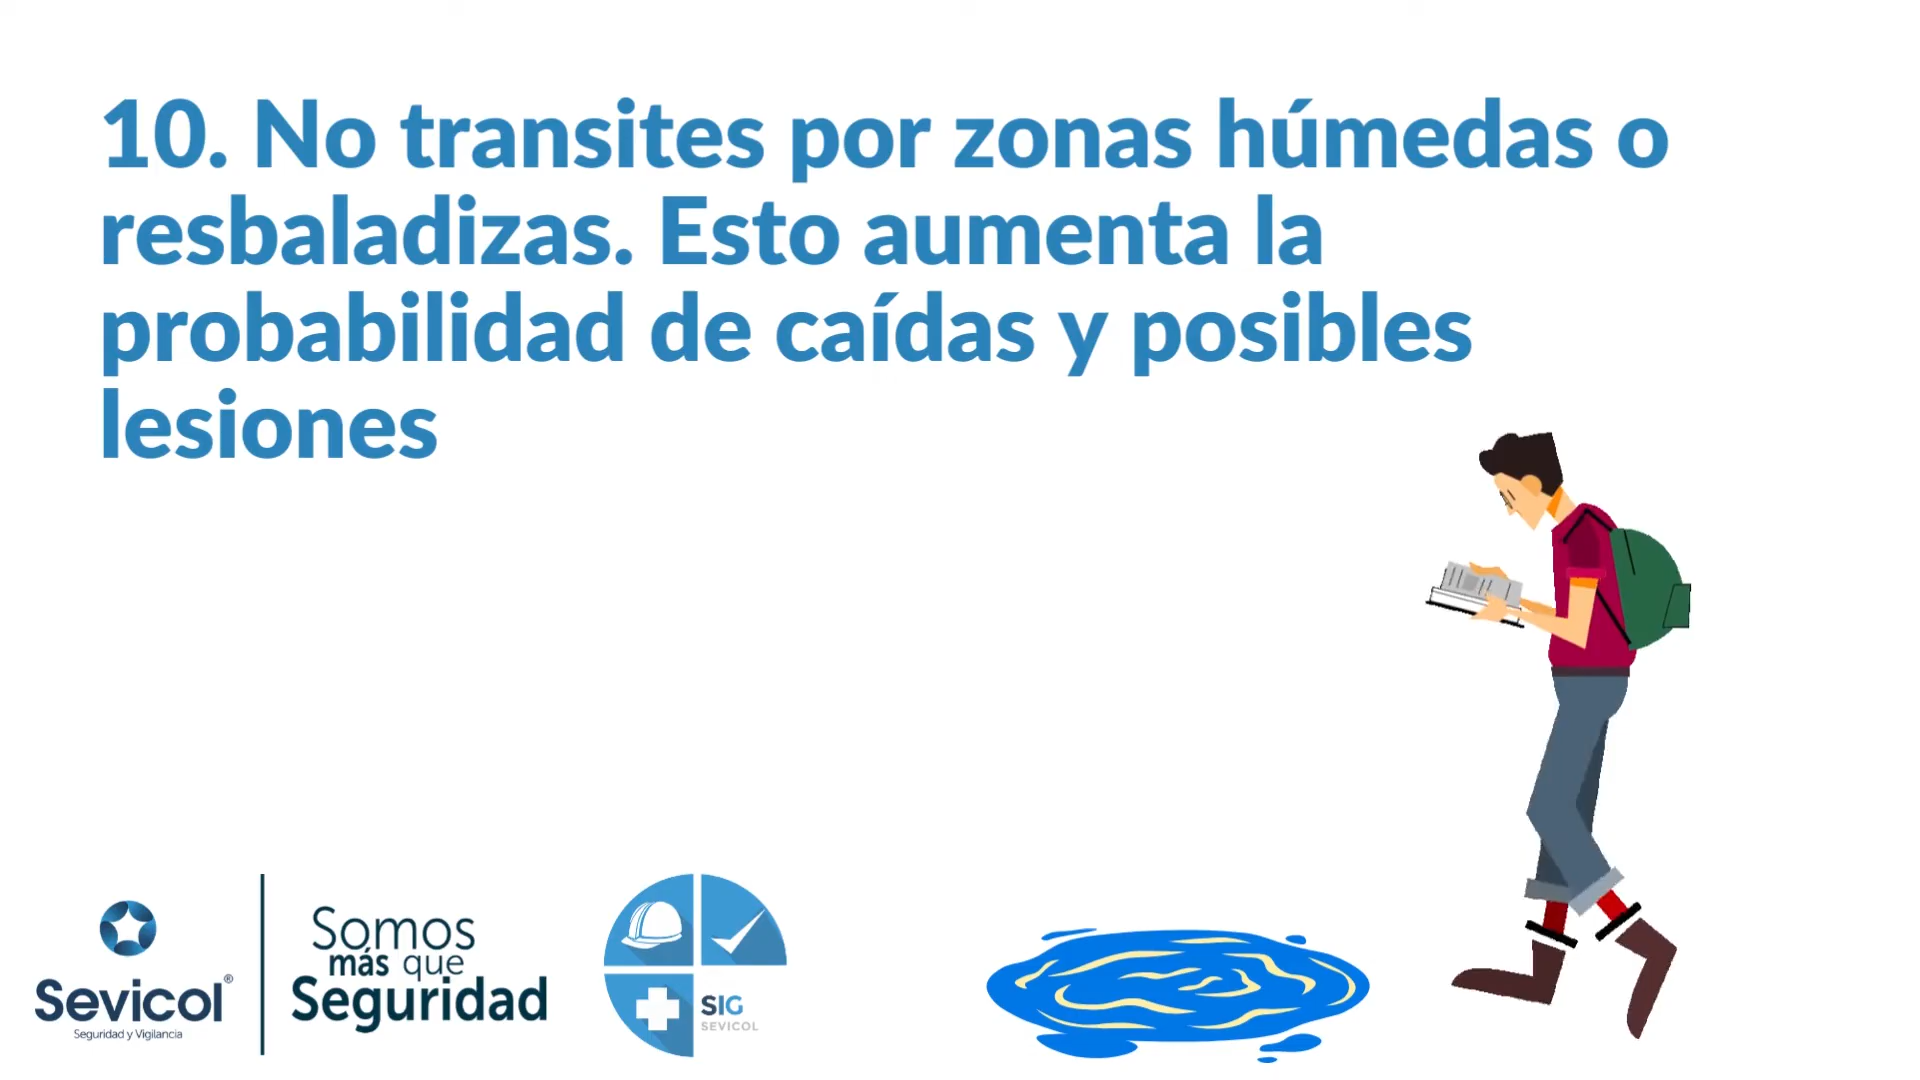 10. No transites por zonas húmedas o
resbaladizas. Esto aumenta la
probabilidad de caídas y posibles
lesiones
Sevicol®
Seguridad y Vigilancia
Somos
más que
Seguridad
SIG
SEVICOL